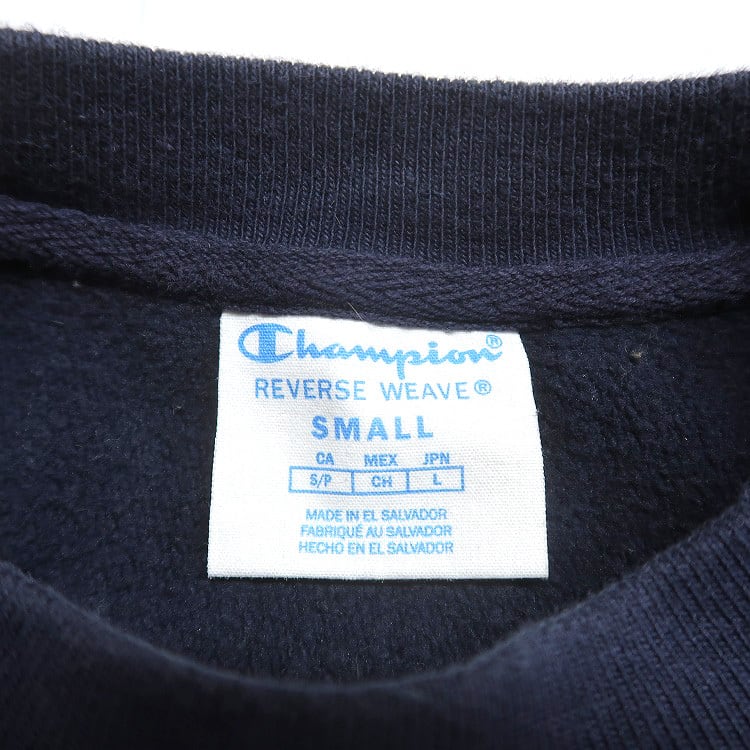 Champion®
REVERSE WEAVE®
SMALL
CA MEX JPN
S/P CH L
MADE IN EL SALVADOR
FABRIQUÉ AU SALVADOR
HECHO EN EL SALVADOR